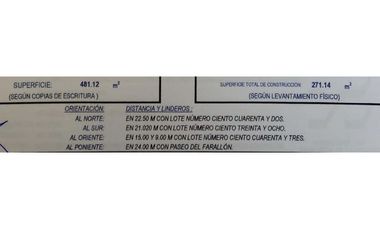 SUPERFICIE: 481.12 m²
(SEGÚN COPIAS DE ESCRITURA)
SUPERFICIE TOTAL DE CONSTRUCCIÓN: 271.14 m²
(SEGÚN LEVANTAMIENTO FÍSICO)
ORIENTACIÓN: DISTANCIA Y LINDEROS :
AL NORTE: EN 22.50 M CON LOTE NÚMERO CIENTO CUARENTA Y DOS.
AL SUR: EN 21.020 M CON LOTE NÚMERO CIENTO TREINTA Y OCHO.
AL ORIENTE: EN 15.00 Y 9.00 M CON LOTE NÚMERO CIENTO CUARENTA Y TRES.
AL PONIENTE: EN 24.00 M CON PASEO DEL FARALLÓN.